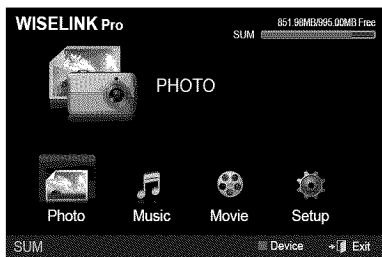 WISELINK Pro
851.98MB/995.00MB Free
SUM
PHOTO
Photo Music Movie Setup
SUM Device Exit